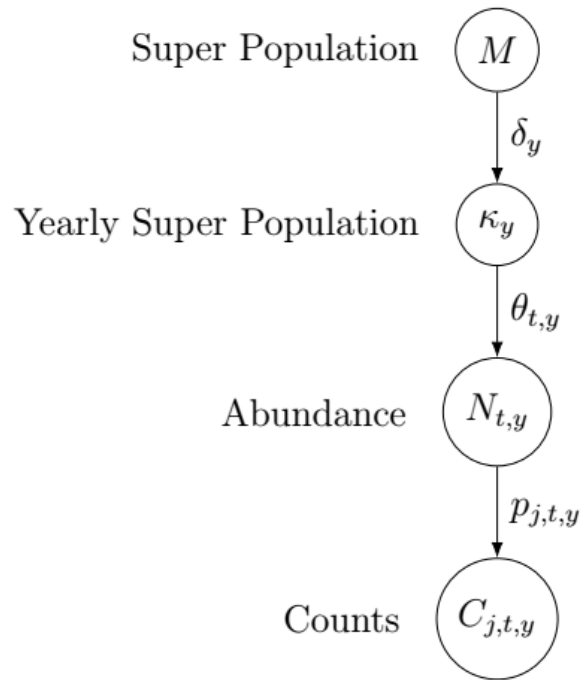 Super Population M
δ_y
Yearly Super Population κ_y
θ_{t,y}
Abundance N_{t,y}
p_{j,t,y}
Counts C_{j,t,y}